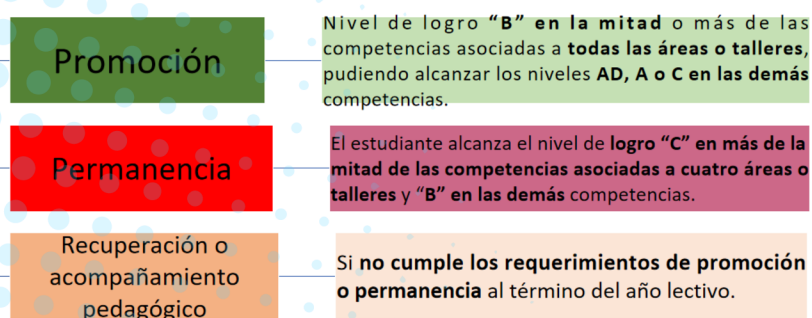 Promoción
Nivel de logro “B” en la mitad o más de las
competencias asociadas a todas las áreas o talleres,
pudiendo alcanzar los niveles AD, A o C en las demás
competencias.
Permanencia
El estudiante alcanza el nivel de logro “C” en más de la
mitad de las competencias asociadas a cuatro áreas o
talleres y “B” en las demás competencias.
Recuperación o
acompañamiento
pedagógico
Si no cumple los requerimientos de promoción
o permanencia al término del año lectivo.